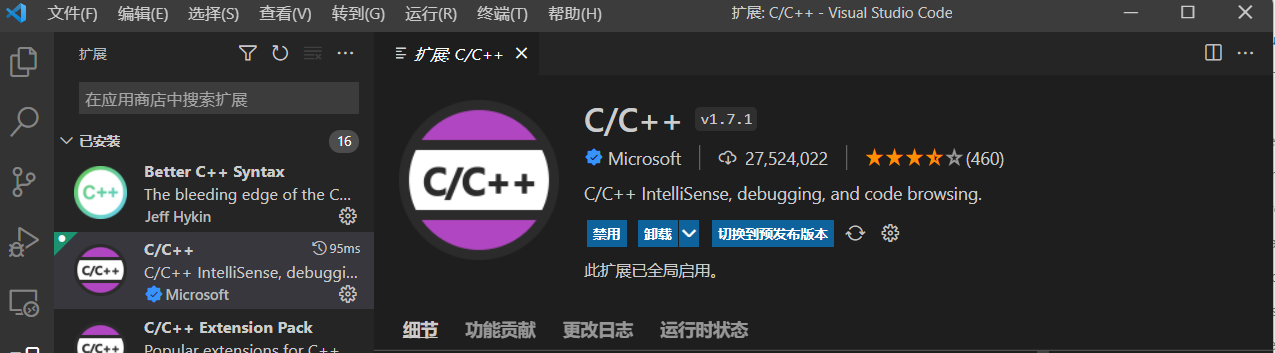 文件(F) 编辑(E) 选择(S) 查看(V) 转到(G) 运行(R) 终端(T) 帮助(H) 扩展: C/C++ - Visual Studio Code
扩展
扩展: C/C++
在应用商店中搜索扩展
已安装 16
C++
Better C++ Syntax
The bleeding edge of the C...
Jeff Hykin
C/C++
C/C++ 95ms
C/C++ IntelliSense, debuggi...
Microsoft
C/C++
C/C++ Extension Pack
Popular extensions for C++
C/C++
C/C++ v1.7.1
Microsoft 27,524,022 (460)
C/C++ IntelliSense, debugging, and code browsing.
禁用 卸载 切换到预发布版本
此扩展已全局启用。
细节 功能贡献 更改日志 运行时状态